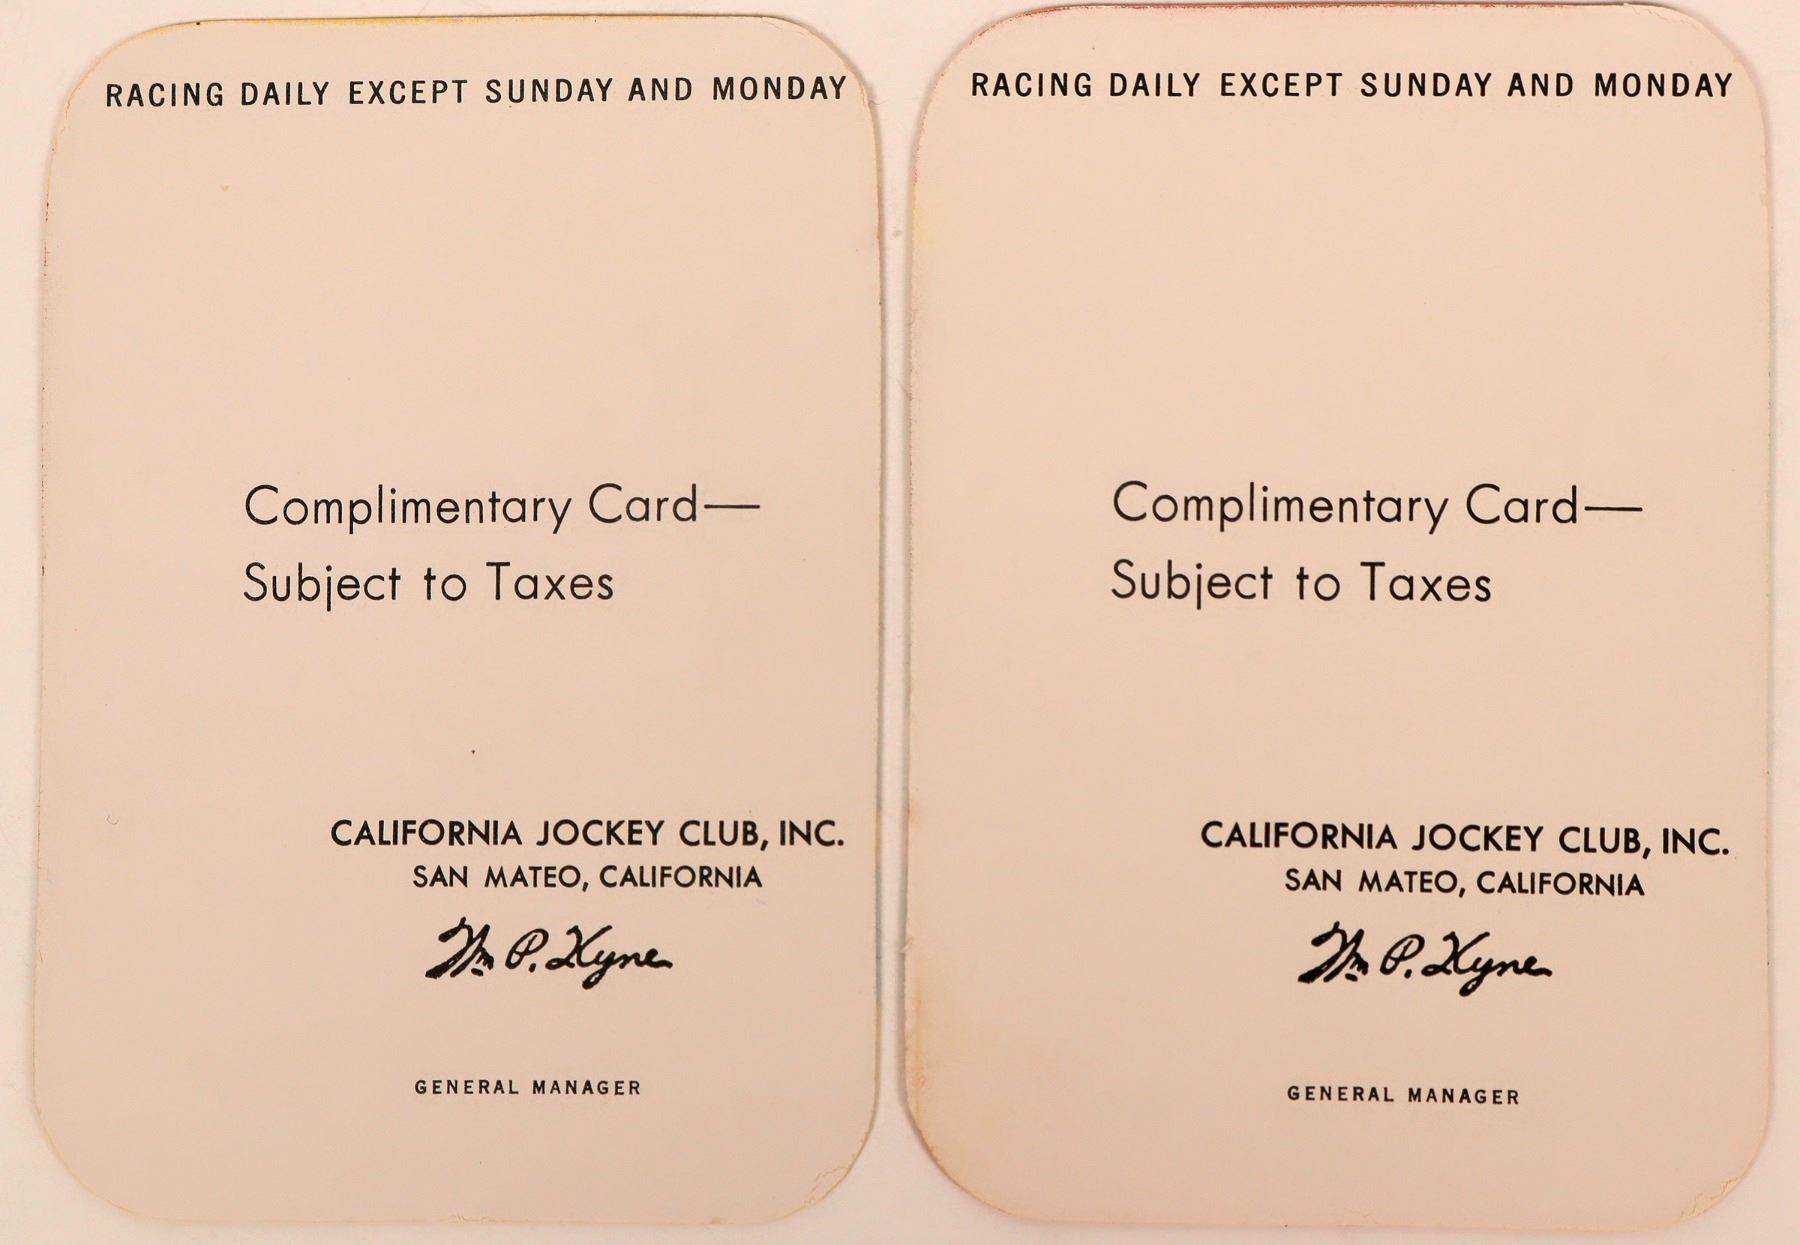 RACING DAILY EXCEPT SUNDAY AND MONDAY
Complimentary Card—
Subject to Taxes
CALIFORNIA JOCKEY CLUB, INC.
SAN MATEO, CALIFORNIA
Wm P. Kyne
GENERAL MANAGER
RACING DAILY EXCEPT SUNDAY AND MONDAY
Complimentary Card—
Subject to Taxes
CALIFORNIA JOCKEY CLUB, INC.
SAN MATEO, CALIFORNIA
Wm P. Kyne
GENERAL MANAGER